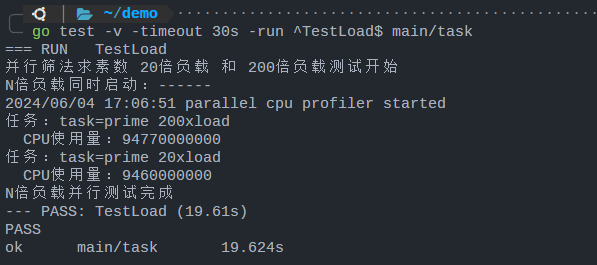 ~/demo
go test -v -timeout 30s -run ^TestLoad$ main/task
=== RUN   TestLoad
并行筛法求素数 20倍负载 和 200倍负载测试开始
N倍负载同时启动：------
2024/06/04 17:06:51 parallel cpu profiler started
任务：task=prime 200xload
  CPU使用量：94770000000
任务：task=prime 20xload
  CPU使用量：9460000000
N倍负载并行测试完成
--- PASS: TestLoad (19.61s)
PASS
ok      main/task       19.624s